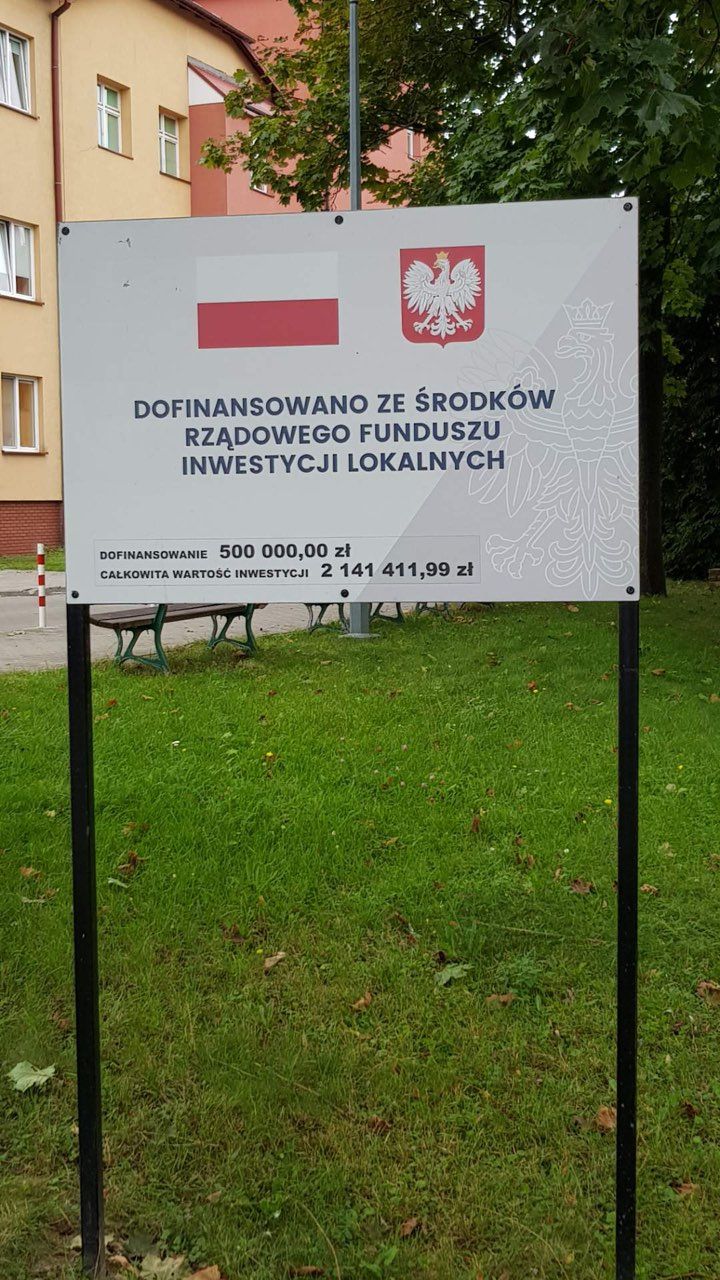 DOFINANSOWANO ZE ŚRODKÓW
RZĄDOWEGO FUNDUSZU
INWESTYCJI LOKALNYCH
DOFINANSOWANIE 500 000,00 zł
CAŁKOWITA WARTOŚĆ INWESTYCJI 2 141 411,99 zł